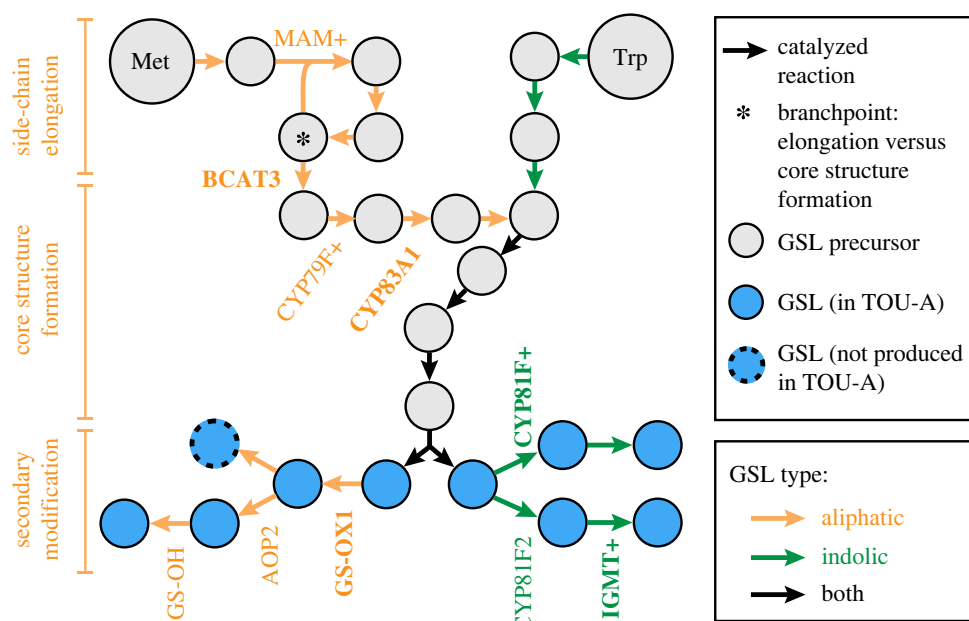 side-chain
elongation
core structure
formation
secondary
modification
Met
MAM+
Trp
*
BCAT3
CYP79F+
CYP83A1
CYP81F+
GS-OH
AOP2
GS-OX1
CYP81F2
IGMT+
catalyzed
reaction
* branchpoint:
elongation versus
core structure
formation
GSL precursor
GSL (in TOU-A)
GSL (not produced
in TOU-A)
GSL type:
aliphatic
indolic
both